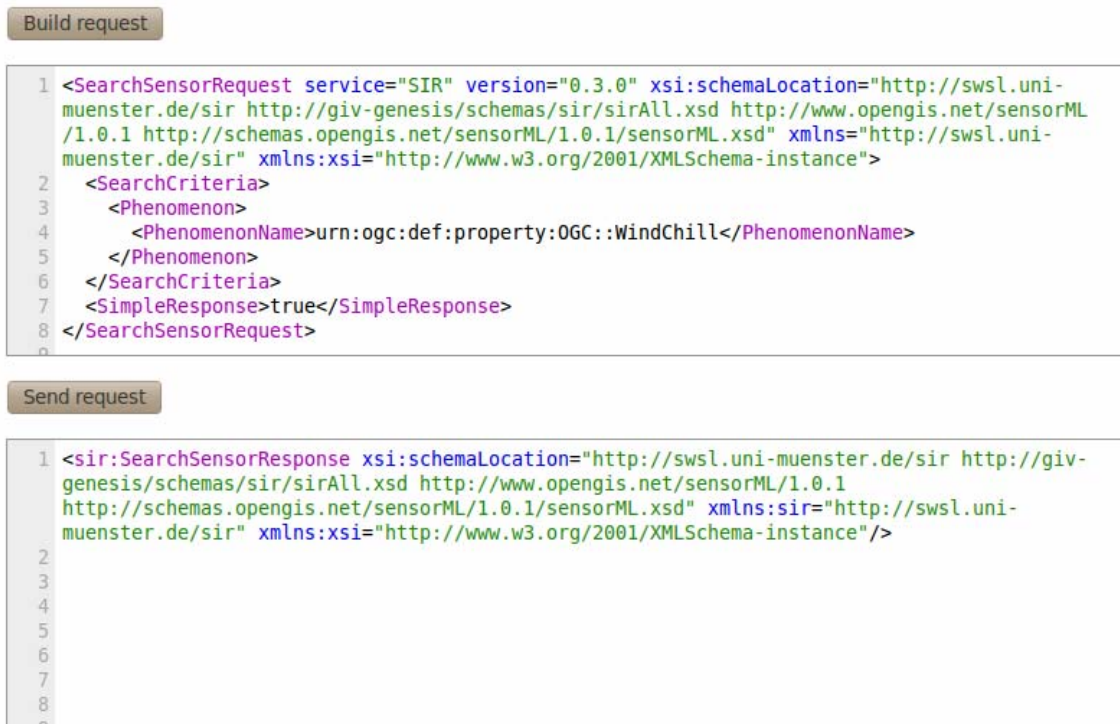 Build request
1 <SearchSensorRequest service="SIR" version="0.3.0" xsi:schemaLocation="http://swsl.uni-
muenster.de/sir http://giv-genesis/schemas/sir/sirAll.xsd http://www.opengis.net/sensorML
/1.0.1 http://schemas.opengis.net/sensorML/1.0.1/sensorML.xsd" xmlns="http://swsl.uni-
muenster.de/sir" xmlns:xsi="http://www.w3.org/2001/XMLSchema-instance">
2 <SearchCriteria>
3 <Phenomenon>
4 <PhenomenonName>urn:ogc:def:property:OGC::WindChill</PhenomenonName>
5 </Phenomenon>
6 </SearchCriteria>
7 <SimpleResponse>true</SimpleResponse>
8 </SearchSensorRequest>
9
Send request
1 <sir:SearchSensorResponse xsi:schemaLocation="http://swsl.uni-muenster.de/sir http://giv-
genesis/schemas/sir/sirAll.xsd http://www.opengis.net/sensorML/1.0.1
http://schemas.opengis.net/sensorML/1.0.1/sensorML.xsd" xmlns:sir="http://swsl.uni-
muenster.de/sir" xmlns:xsi="http://www.w3.org/2001/XMLSchema-instance"/>
2
3
4
5
6
7
8